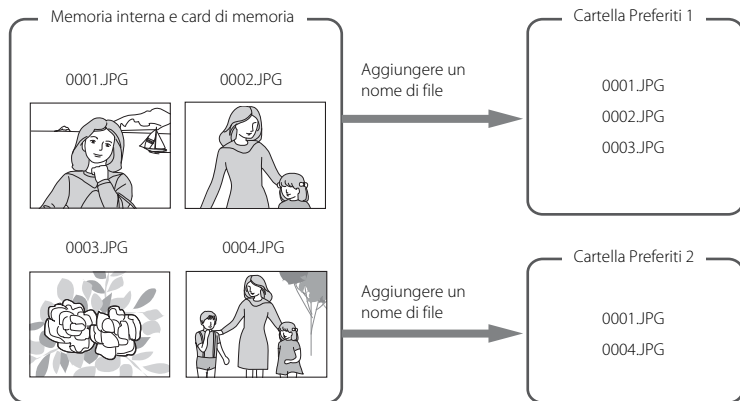 Memoria interna e card di memoria
0001.JPG
0002.JPG
0003.JPG
0004.JPG
Aggiungere un
nome di file
Cartella Preferiti 1
0001.JPG
0002.JPG
0003.JPG
Aggiungere un
nome di file
Cartella Preferiti 2
0001.JPG
0004.JPG